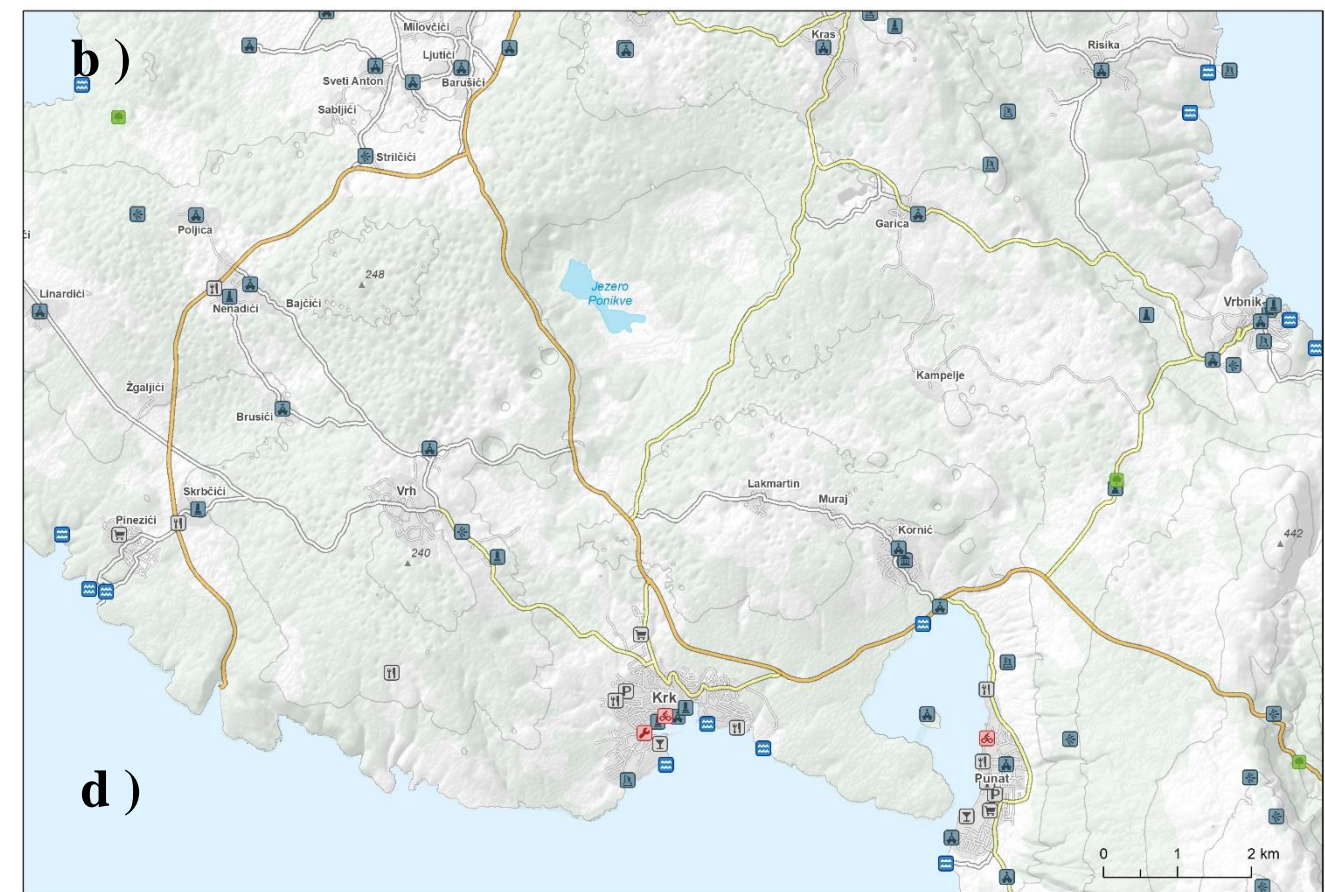 b )
Milovčići
Kras
Risika
Ljutići
Sveti Anton
Barušići
Sabljići
Strilčići
Garica
Poljica
248
Jezero
Ponikve
Linardići
Nenadići
Bajčići
Vrbnik
Kampelje
Žgaljići
Brusići
Vrh
Lakmartin
Muraj
Skrbčići
Pinezići
Kornić
442
240
P
Krk
d )
Punat
P
0 1 2 km